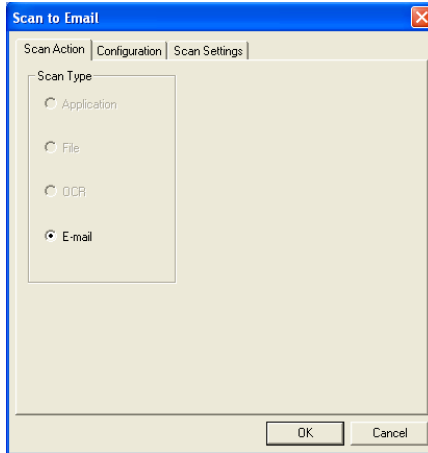 Scan to Email
Scan Action Configuration Scan Settings
Scan Type
Application
File
OCR
E-mail
OK Cancel